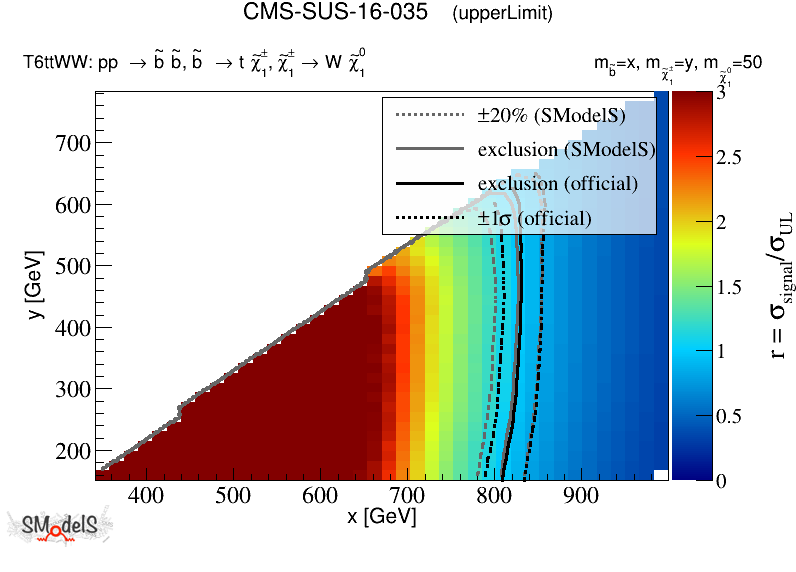 CMS-SUS-16-035 (upperLimit)
T6ttWW: pp → b̃ b̃, b̃ → t χ̃₁±, χ̃₁± → W χ̃₁⁰
m_b̃=x, m_χ̃₁±=y, m_χ̃₁⁰=50
±20% (SModelS)
exclusion (SModelS)
exclusion (official)
±1σ (official)
y [GeV]
700
600
500
400
300
200
400 500 600 700 800 900
x [GeV]
3
2.5
2
1.5
1
0.5
0
r = σ_signal/σ_UL
SModelS